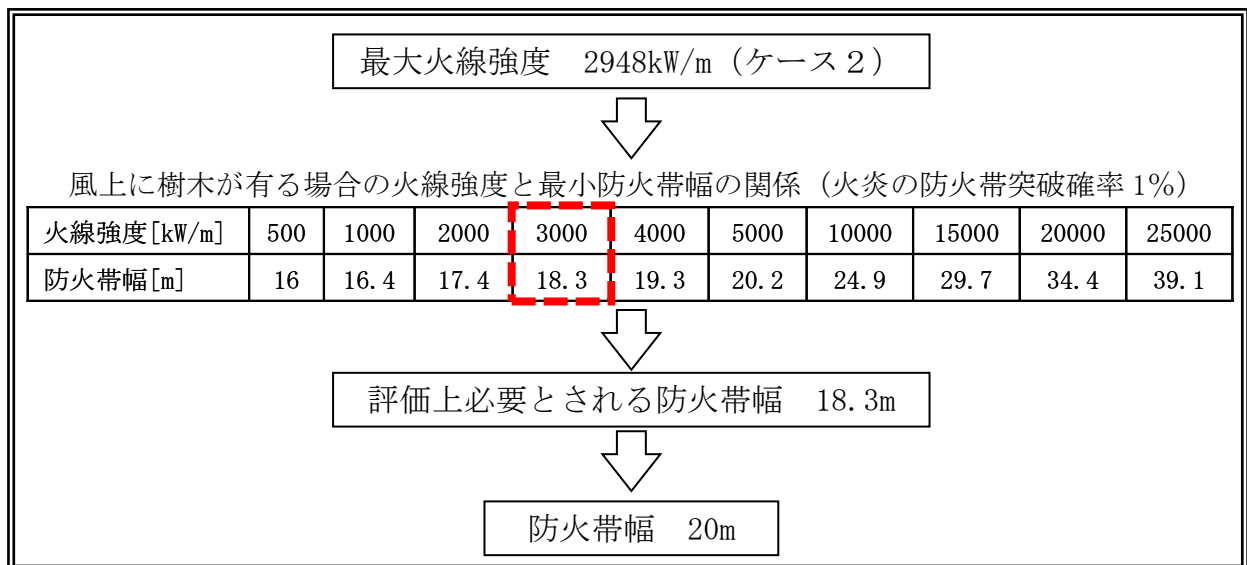 最大火線強度　2948kW/m（ケース２）
風上に樹木が有る場合の火線強度と最小防火帯幅の関係（火炎の防火帯突破確率 1%）
火線強度[kW/m] 500 1000 2000 3000 4000 5000 10000 15000 20000 25000
防火帯幅[m] 16 16.4 17.4 18.3 19.3 20.2 24.9 29.7 34.4 39.1
評価上必要とされる防火帯幅　18.3m
防火帯幅　20m